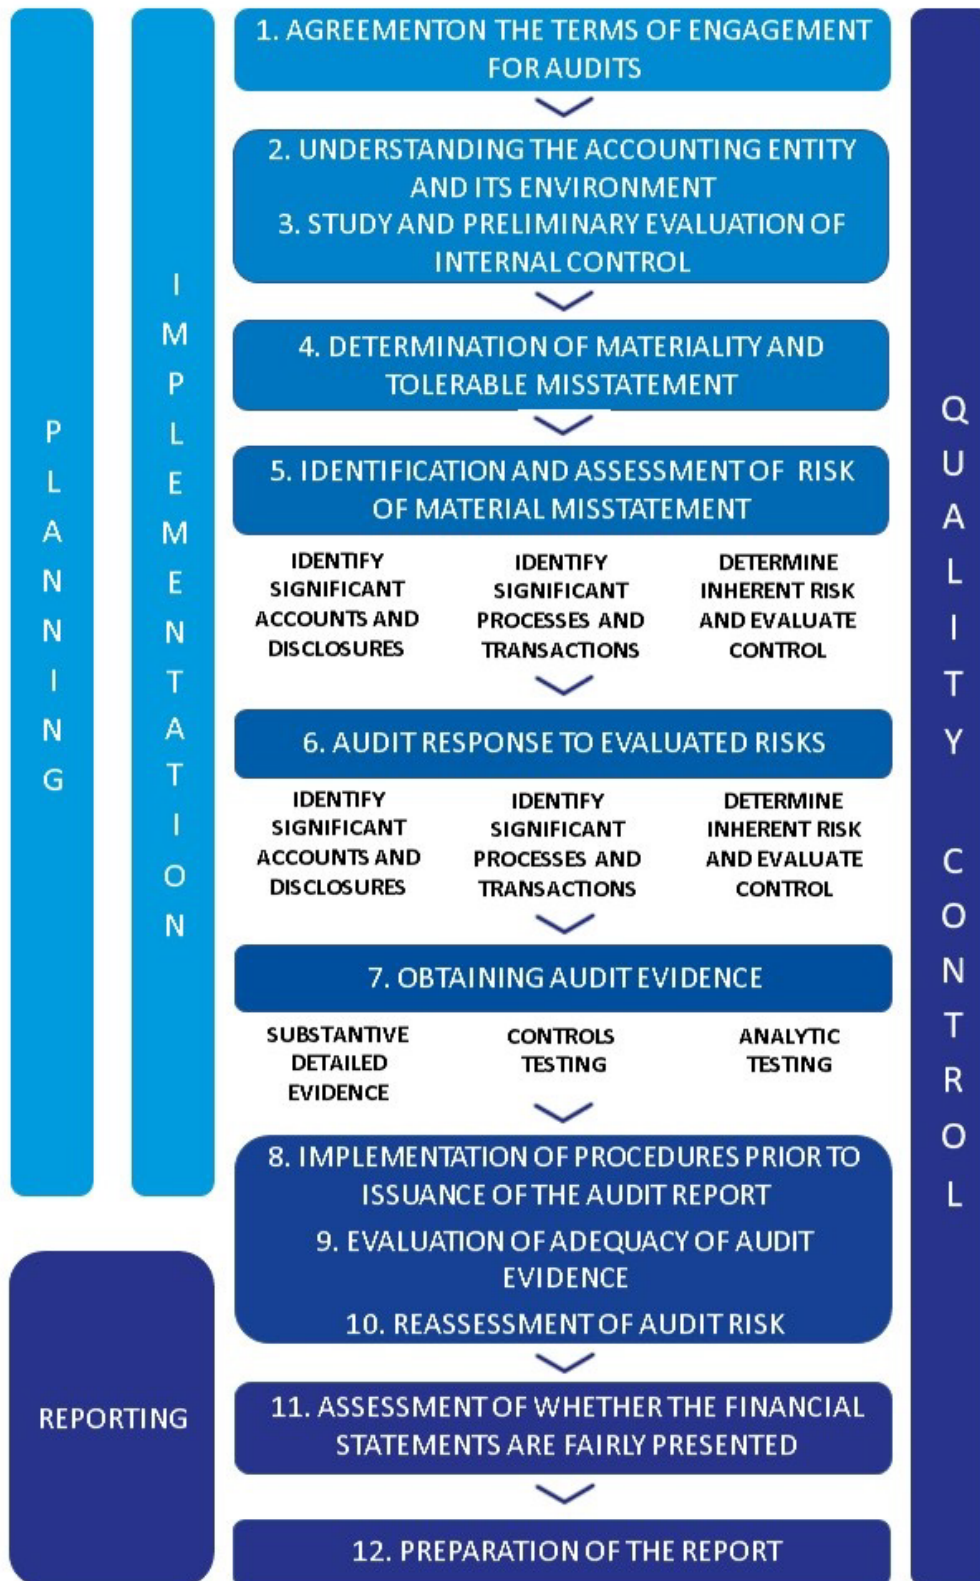 1. AGREEMENTON THE TERMS OF ENGAGEMENT
FOR AUDITS
2. UNDERSTANDING THE ACCOUNTING ENTITY
AND ITS ENVIRONMENT
3. STUDY AND PRELIMINARY EVALUATION OF
INTERNAL CONTROL
4. DETERMINATION OF MATERIALITY AND
TOLERABLE MISSTATEMENT
5. IDENTIFICATION AND ASSESSMENT OF RISK
OF MATERIAL MISSTATEMENT
IDENTIFY
SIGNIFICANT
ACCOUNTS AND
DISCLOSURES
IDENTIFY
SIGNIFICANT
PROCESSES AND
TRANSACTIONS
DETERMINE
INHERENT RISK
AND EVALUATE
CONTROL
6. AUDIT RESPONSE TO EVALUATED RISKS
IDENTIFY
SIGNIFICANT
ACCOUNTS AND
DISCLOSURES
IDENTIFY
SIGNIFICANT
PROCESSES AND
TRANSACTIONS
DETERMINE
INHERENT RISK
AND EVALUATE
CONTROL
7. OBTAINING AUDIT EVIDENCE
SUBSTANTIVE
DETAILED
EVIDENCE
CONTROLS
TESTING
ANALYTIC
TESTING
8. IMPLEMENTATION OF PROCEDURES PRIOR TO
ISSUANCE OF THE AUDIT REPORT
9. EVALUATION OF ADEQUACY OF AUDIT
EVIDENCE
10. REASSESSMENT OF AUDIT RISK
11. ASSESSMENT OF WHETHER THE FINANCIAL
STATEMENTS ARE FAIRLY PRESENTED
12. PREPARATION OF THE REPORT
PLANNING
IMPLEMENTATION
REPORTING
QUALITY CONTROL